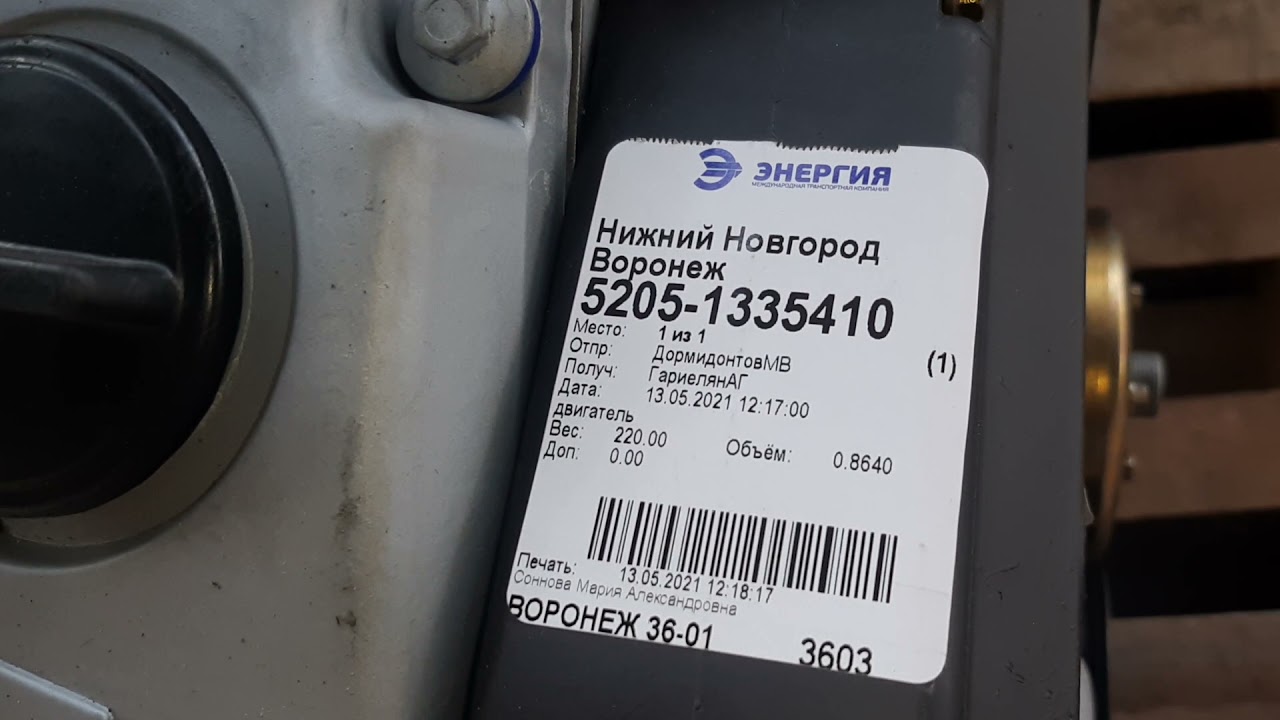 ЭНЕРГИЯ
МЕЖДУНАРОДНАЯ ТРАНСПОРТНАЯ КОМПАНИЯ
Нижний Новгород
Воронеж
5205-1335410
Место: 1 из 1 (1)
Отпр: ДормидонтовМВ
Получ: ГариелянАГ
Дата: 13.05.2021 12:17:00
двигатель
Вес: 220.00 Объём: 0.8640
Доп: 0.00
Печать: 13.05.2021 12:18:17
Соннова Мария Александровна
ВОРОНЕЖ 36-01 3603